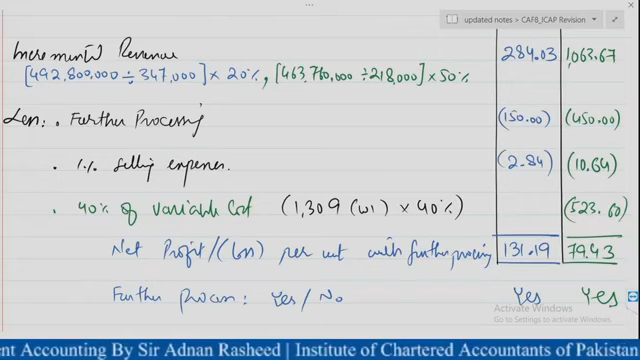 updated notes > CAF8_ICAP Revision
Incremental Revenue 284.03 1,063.67
[492,800,000 ÷ 347,000] × 20% , [463,760,000 ÷ 218,000] × 50%
Less: • Further Processing (150.00) (450.00)
• 1% Selling expenses. (2.84) (10.64)
• 40% of Variable Cost (1,309 (W1) × 40%) (523.60)
Net Profit/(Loss) per unit with further processing 131.19 79.43
Further process: Yes / No Yes Yes
Activate Windows
Go to Settings to activate Windows.
ent Accounting By Sir Adnan Rasheed | Institute of Chartered Accountants of Pakistan